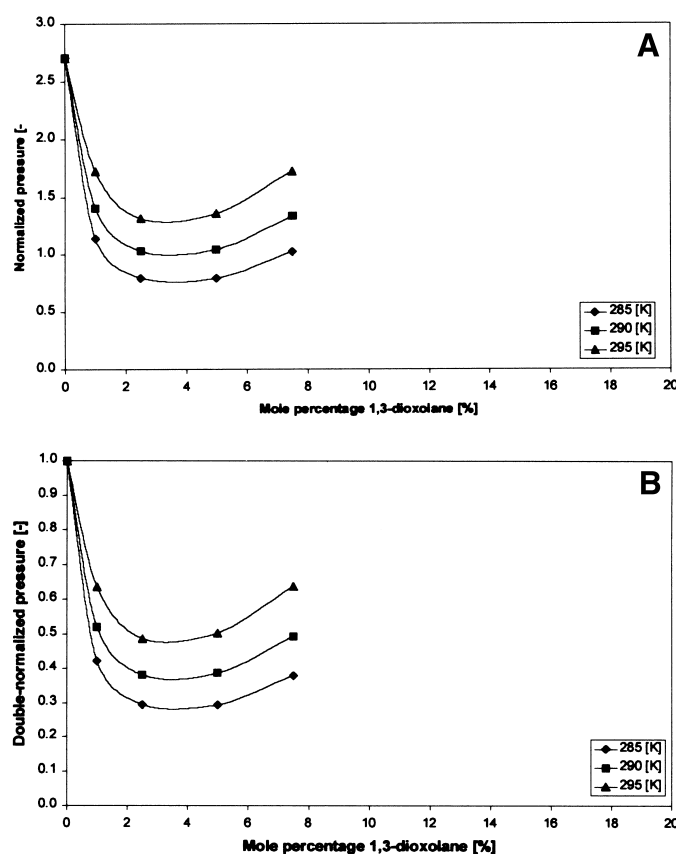 A
3.0
2.5
2.0
1.5
1.0
0.5
0.0
Normalized pressure [-
285 [K]
290 [K]
295 [K]
0 2 4 6 8 10 12 14 16 18 20
Mole percentage 1,3-dioxolane [%]
B
1.0
0.9
0.8
0.7
0.6
0.5
0.4
0.3
0.2
0.1
0.0
Double-normalized pressure [-]
285 [K]
290 [K]
295 [K]
0 2 4 6 8 10 12 14 16 18 20
Mole percentage 1,3-dioxolane [%]